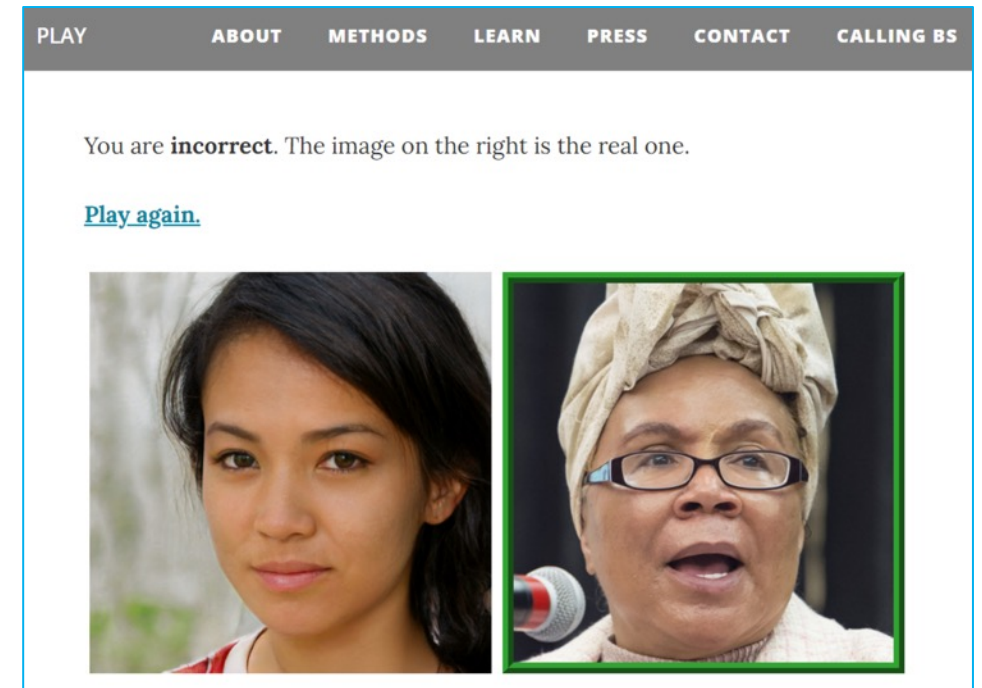 PLAY ABOUT METHODS LEARN PRESS CONTACT CALLING BS
You are incorrect. The image on the right is the real one.
Play again.